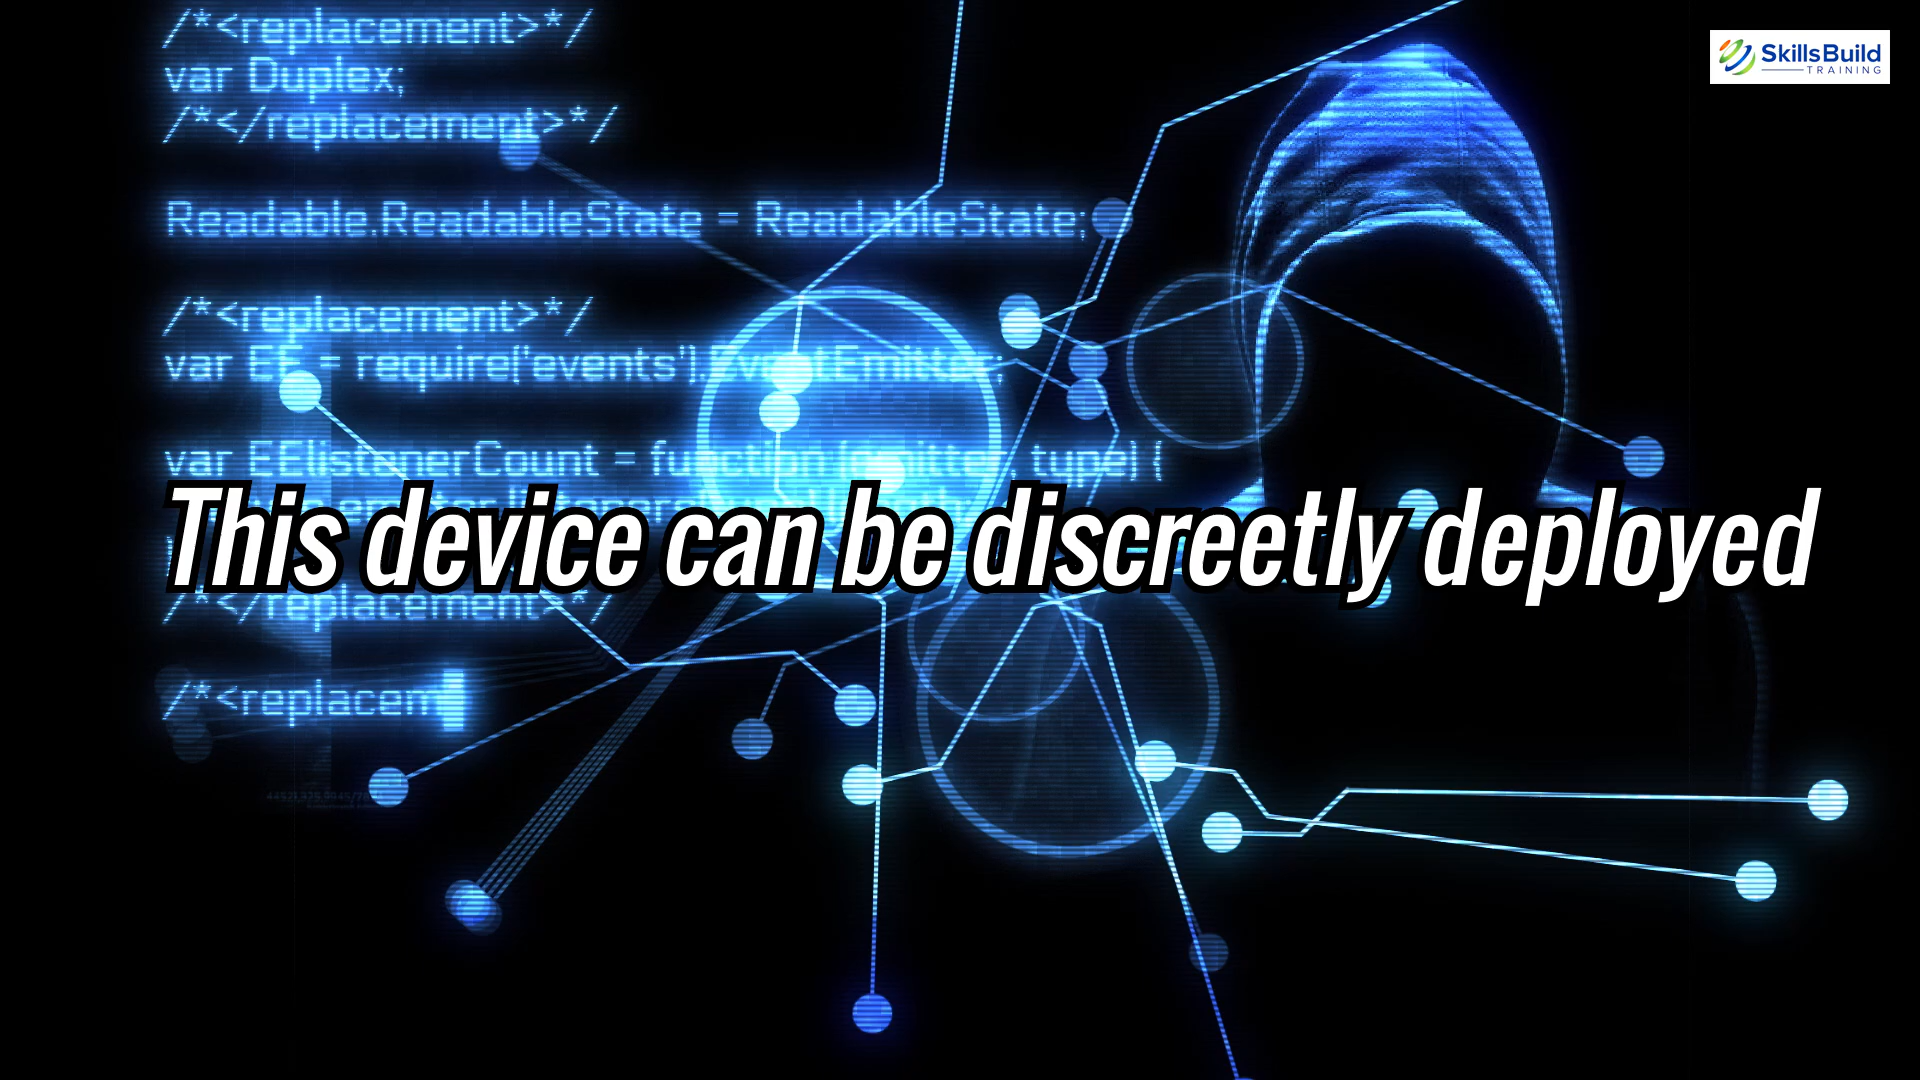 /*<replacement>*/
var Duplex;
/*</replacement>*/
Readable.ReadableState = ReadableState;
/*<replacement>*/
var EE = require('events').EventEmitter;
var EElistenerCount = function (emitter, type) {
This device can be discreetly deployed
/*</replacement>*/
/*<replacem
SkillsBuild
TRAINING